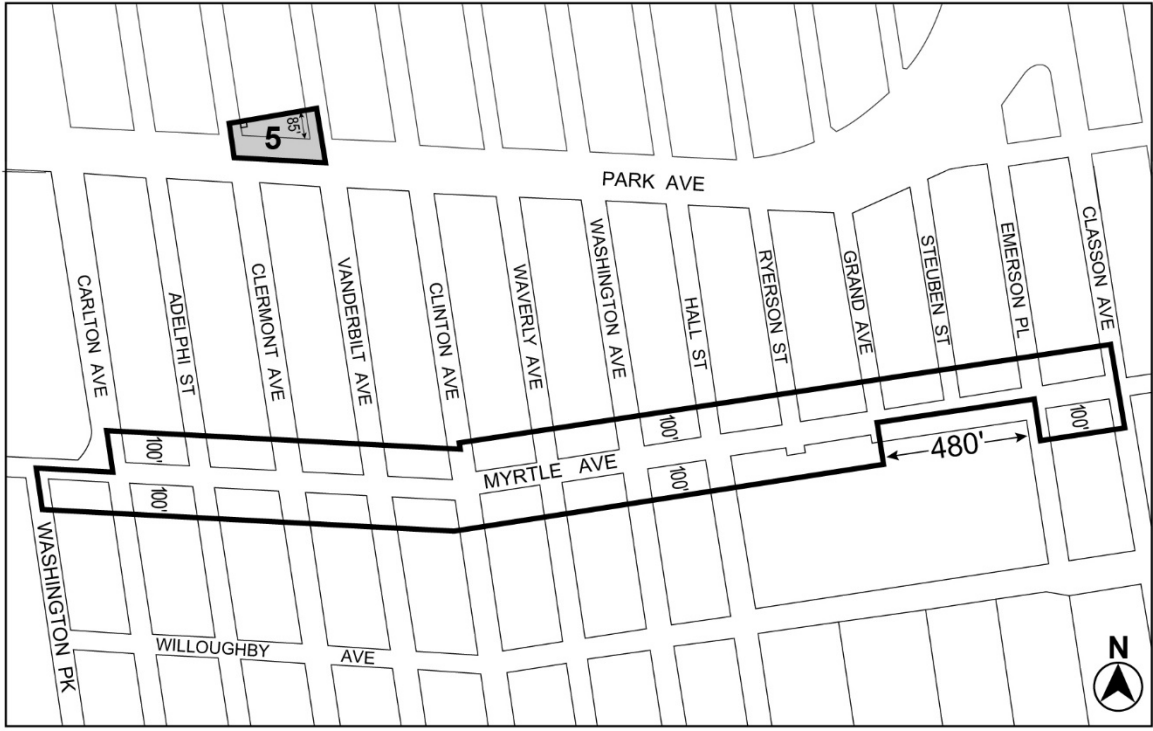 5
85'
PARK AVE
CARLTON AVE
ADELPHI ST
CLERMONT AVE
VANDERBILT AVE
CLINTON AVE
WAVERLY AVE
WASHINGTON AVE
HALL ST
RYERSON ST
GRAND AVE
STEUBEN ST
EMERSON PL
CLASSON AVE
100'
100'
100'
100'
MYRTLE AVE
480'
100'
WASHINGTON PK
WILLOUGHBY AVE
N